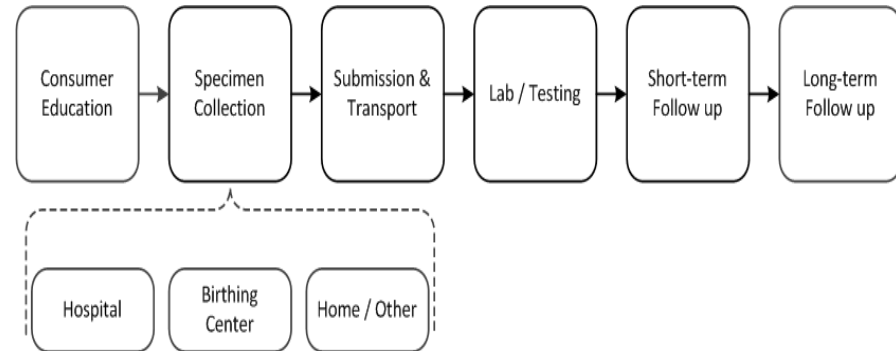 Consumer
Education
Specimen
Collection
Submission &
Transport
Lab / Testing
Short-term
Follow up
Long-term
Follow up
Hospital
Birthing
Center
Home / Other